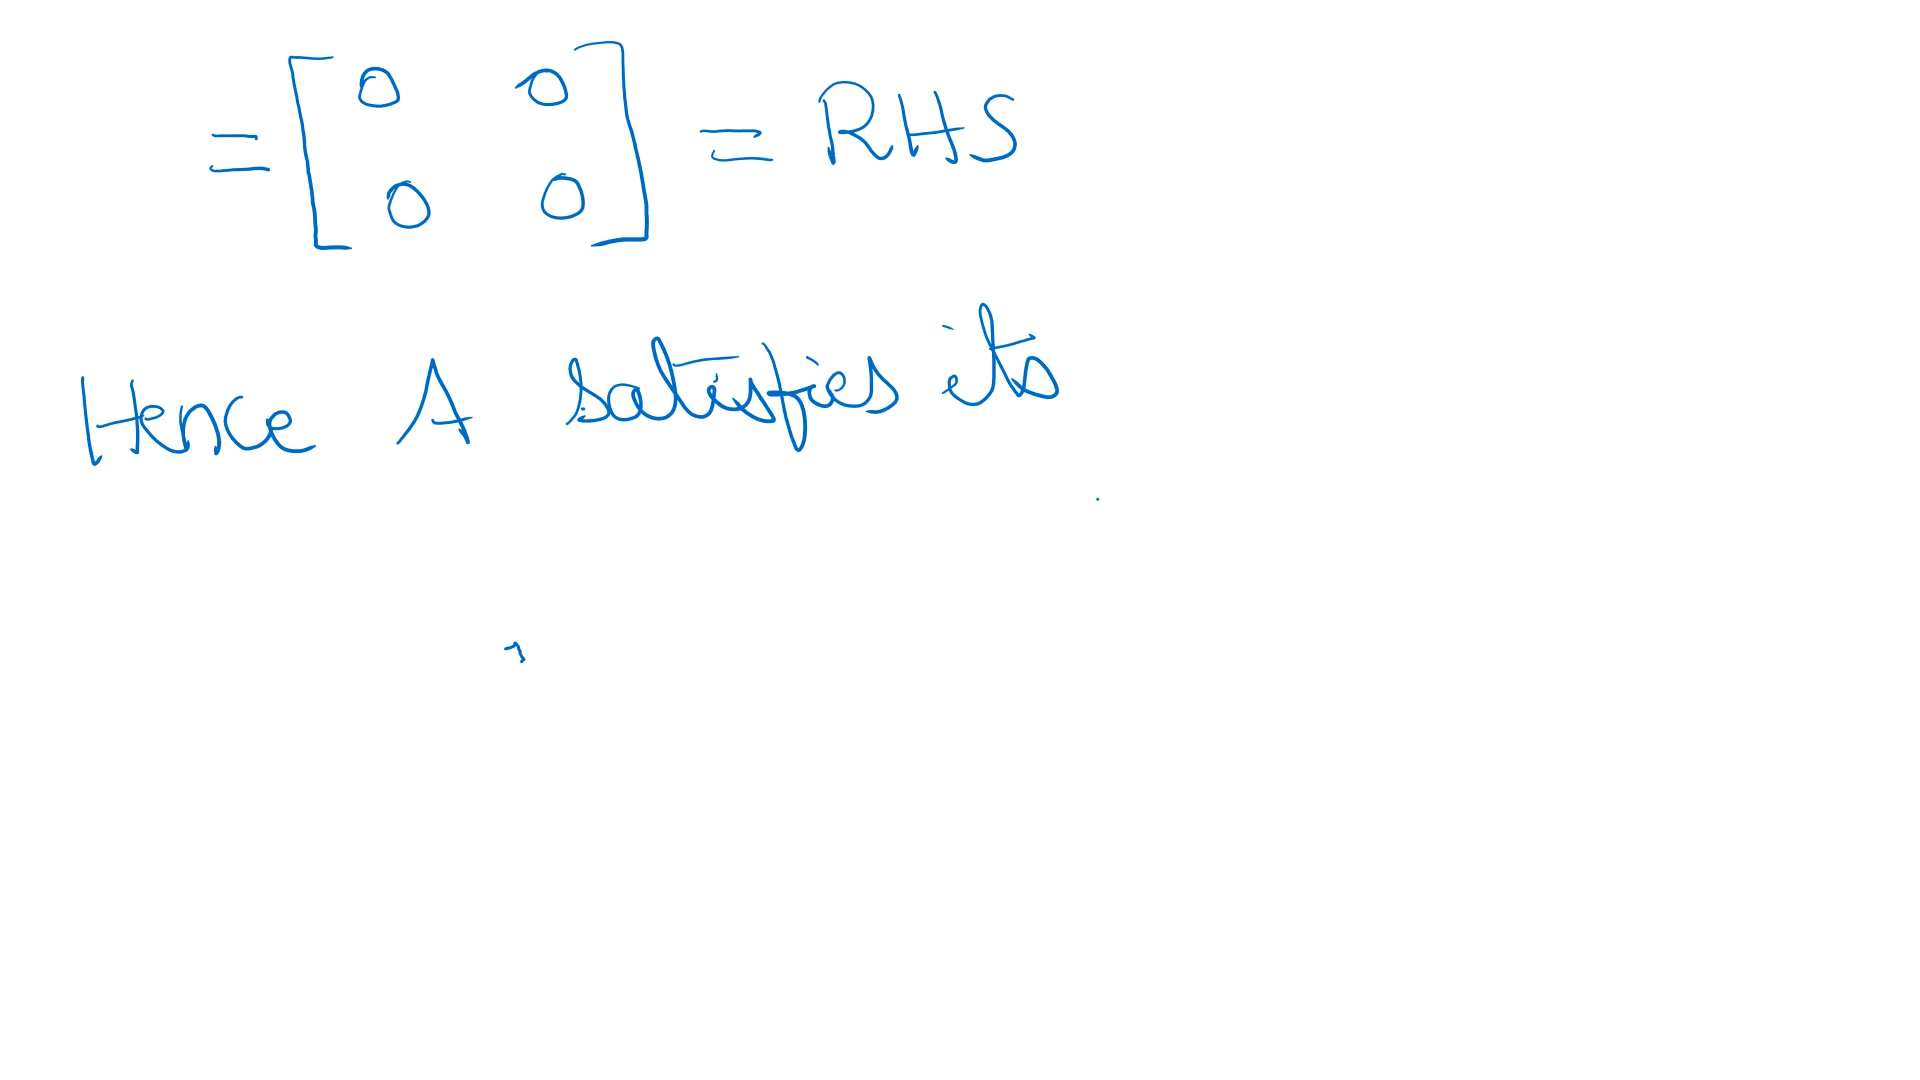 = [0 0
0 0] = RHS
Hence A satisfies its